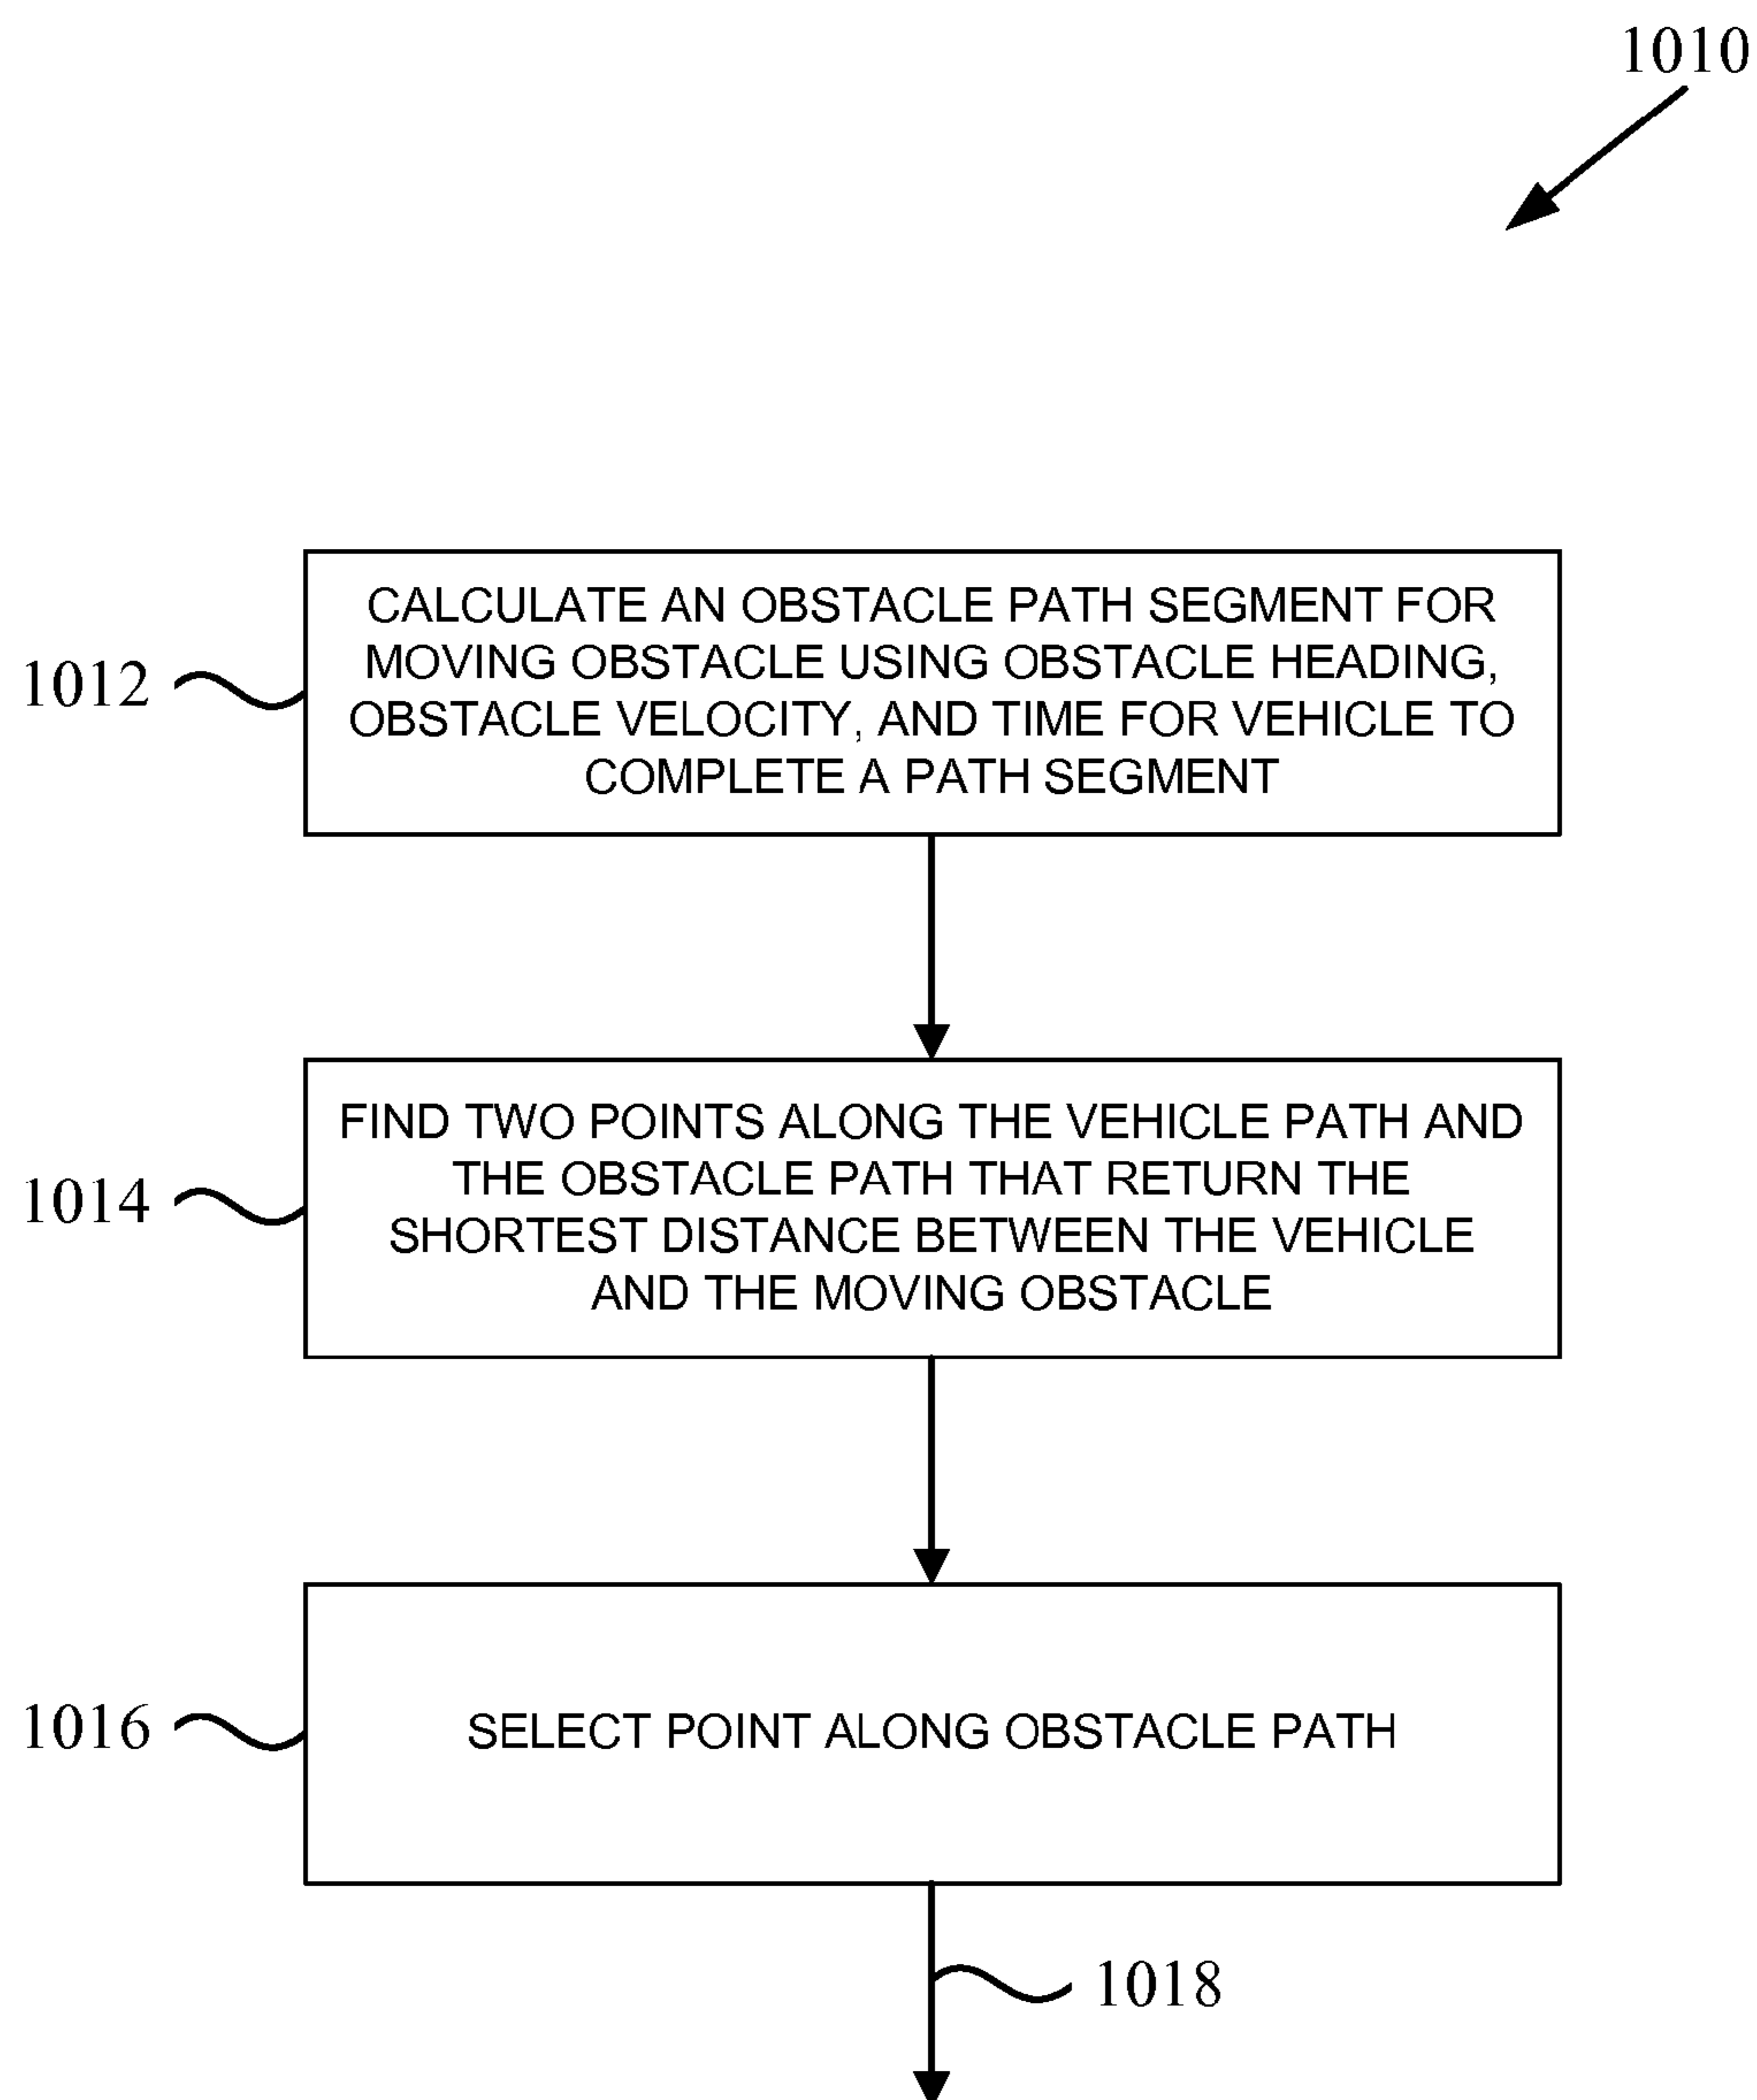 1010
CALCULATE AN OBSTACLE PATH SEGMENT FOR
MOVING OBSTACLE USING OBSTACLE HEADING,
OBSTACLE VELOCITY, AND TIME FOR VEHICLE TO
COMPLETE A PATH SEGMENT
1012
FIND TWO POINTS ALONG THE VEHICLE PATH AND
THE OBSTACLE PATH THAT RETURN THE
SHORTEST DISTANCE BETWEEN THE VEHICLE
AND THE MOVING OBSTACLE
1014
SELECT POINT ALONG OBSTACLE PATH
1016
1018